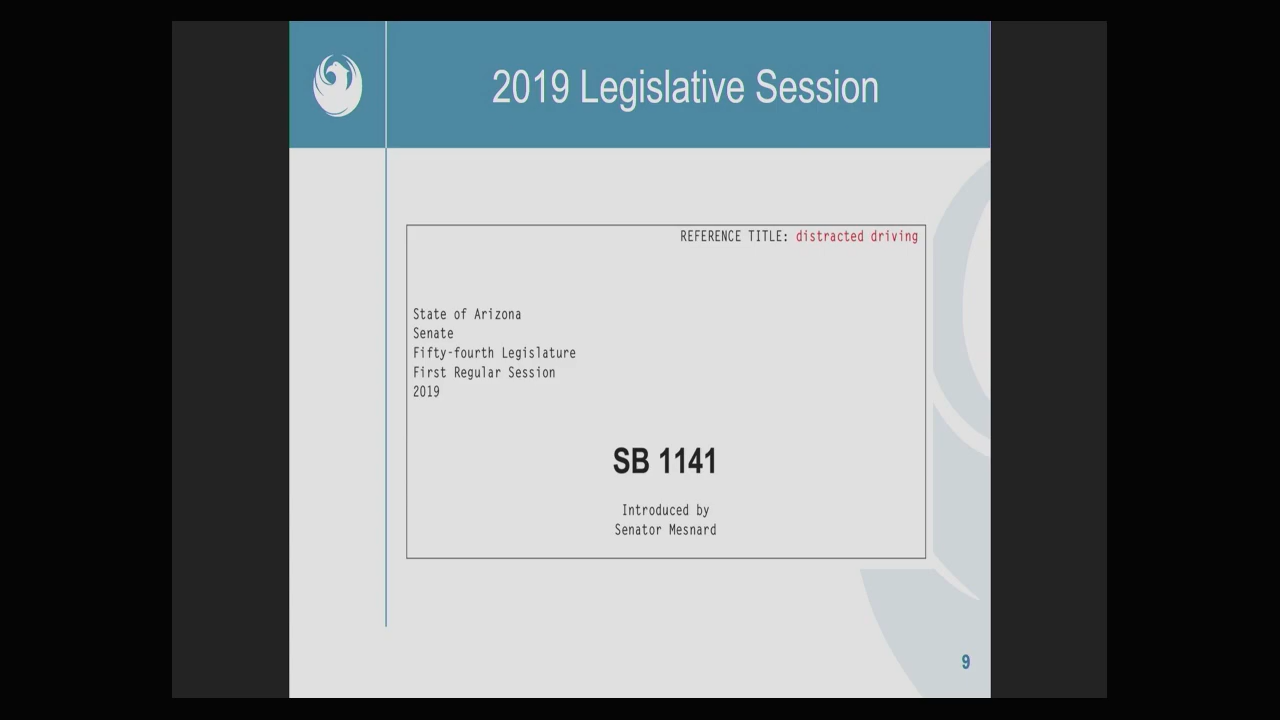 2019 Legislative Session
REFERENCE TITLE: distracted driving
State of Arizona
Senate
Fifty-fourth Legislature
First Regular Session
2019
SB 1141
Introduced by
Senator Mesnard
9